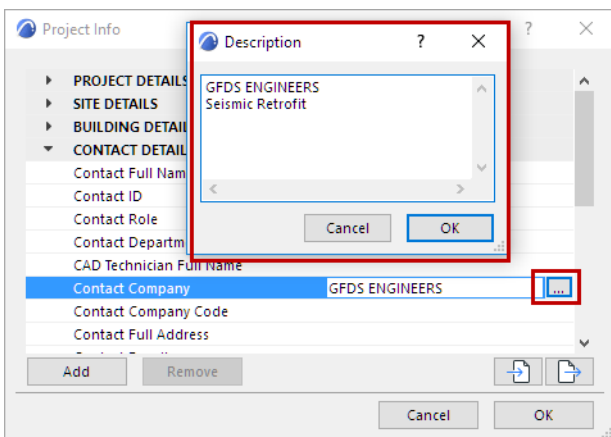 Project Info
?
Description
?
GFDS ENGINEERS
Seismic Retrofit
Cancel
OK
PROJECT DETAILS
SITE DETAILS
BUILDING DETAIL
CONTACT DETAIL
Contact Full Nam
Contact ID
Contact Role
Contact Departm
CAD Technician Full Name
Contact Company GFDS ENGINEERS ...
Contact Company Code
Contact Full Address
Add
Remove
Cancel
OK